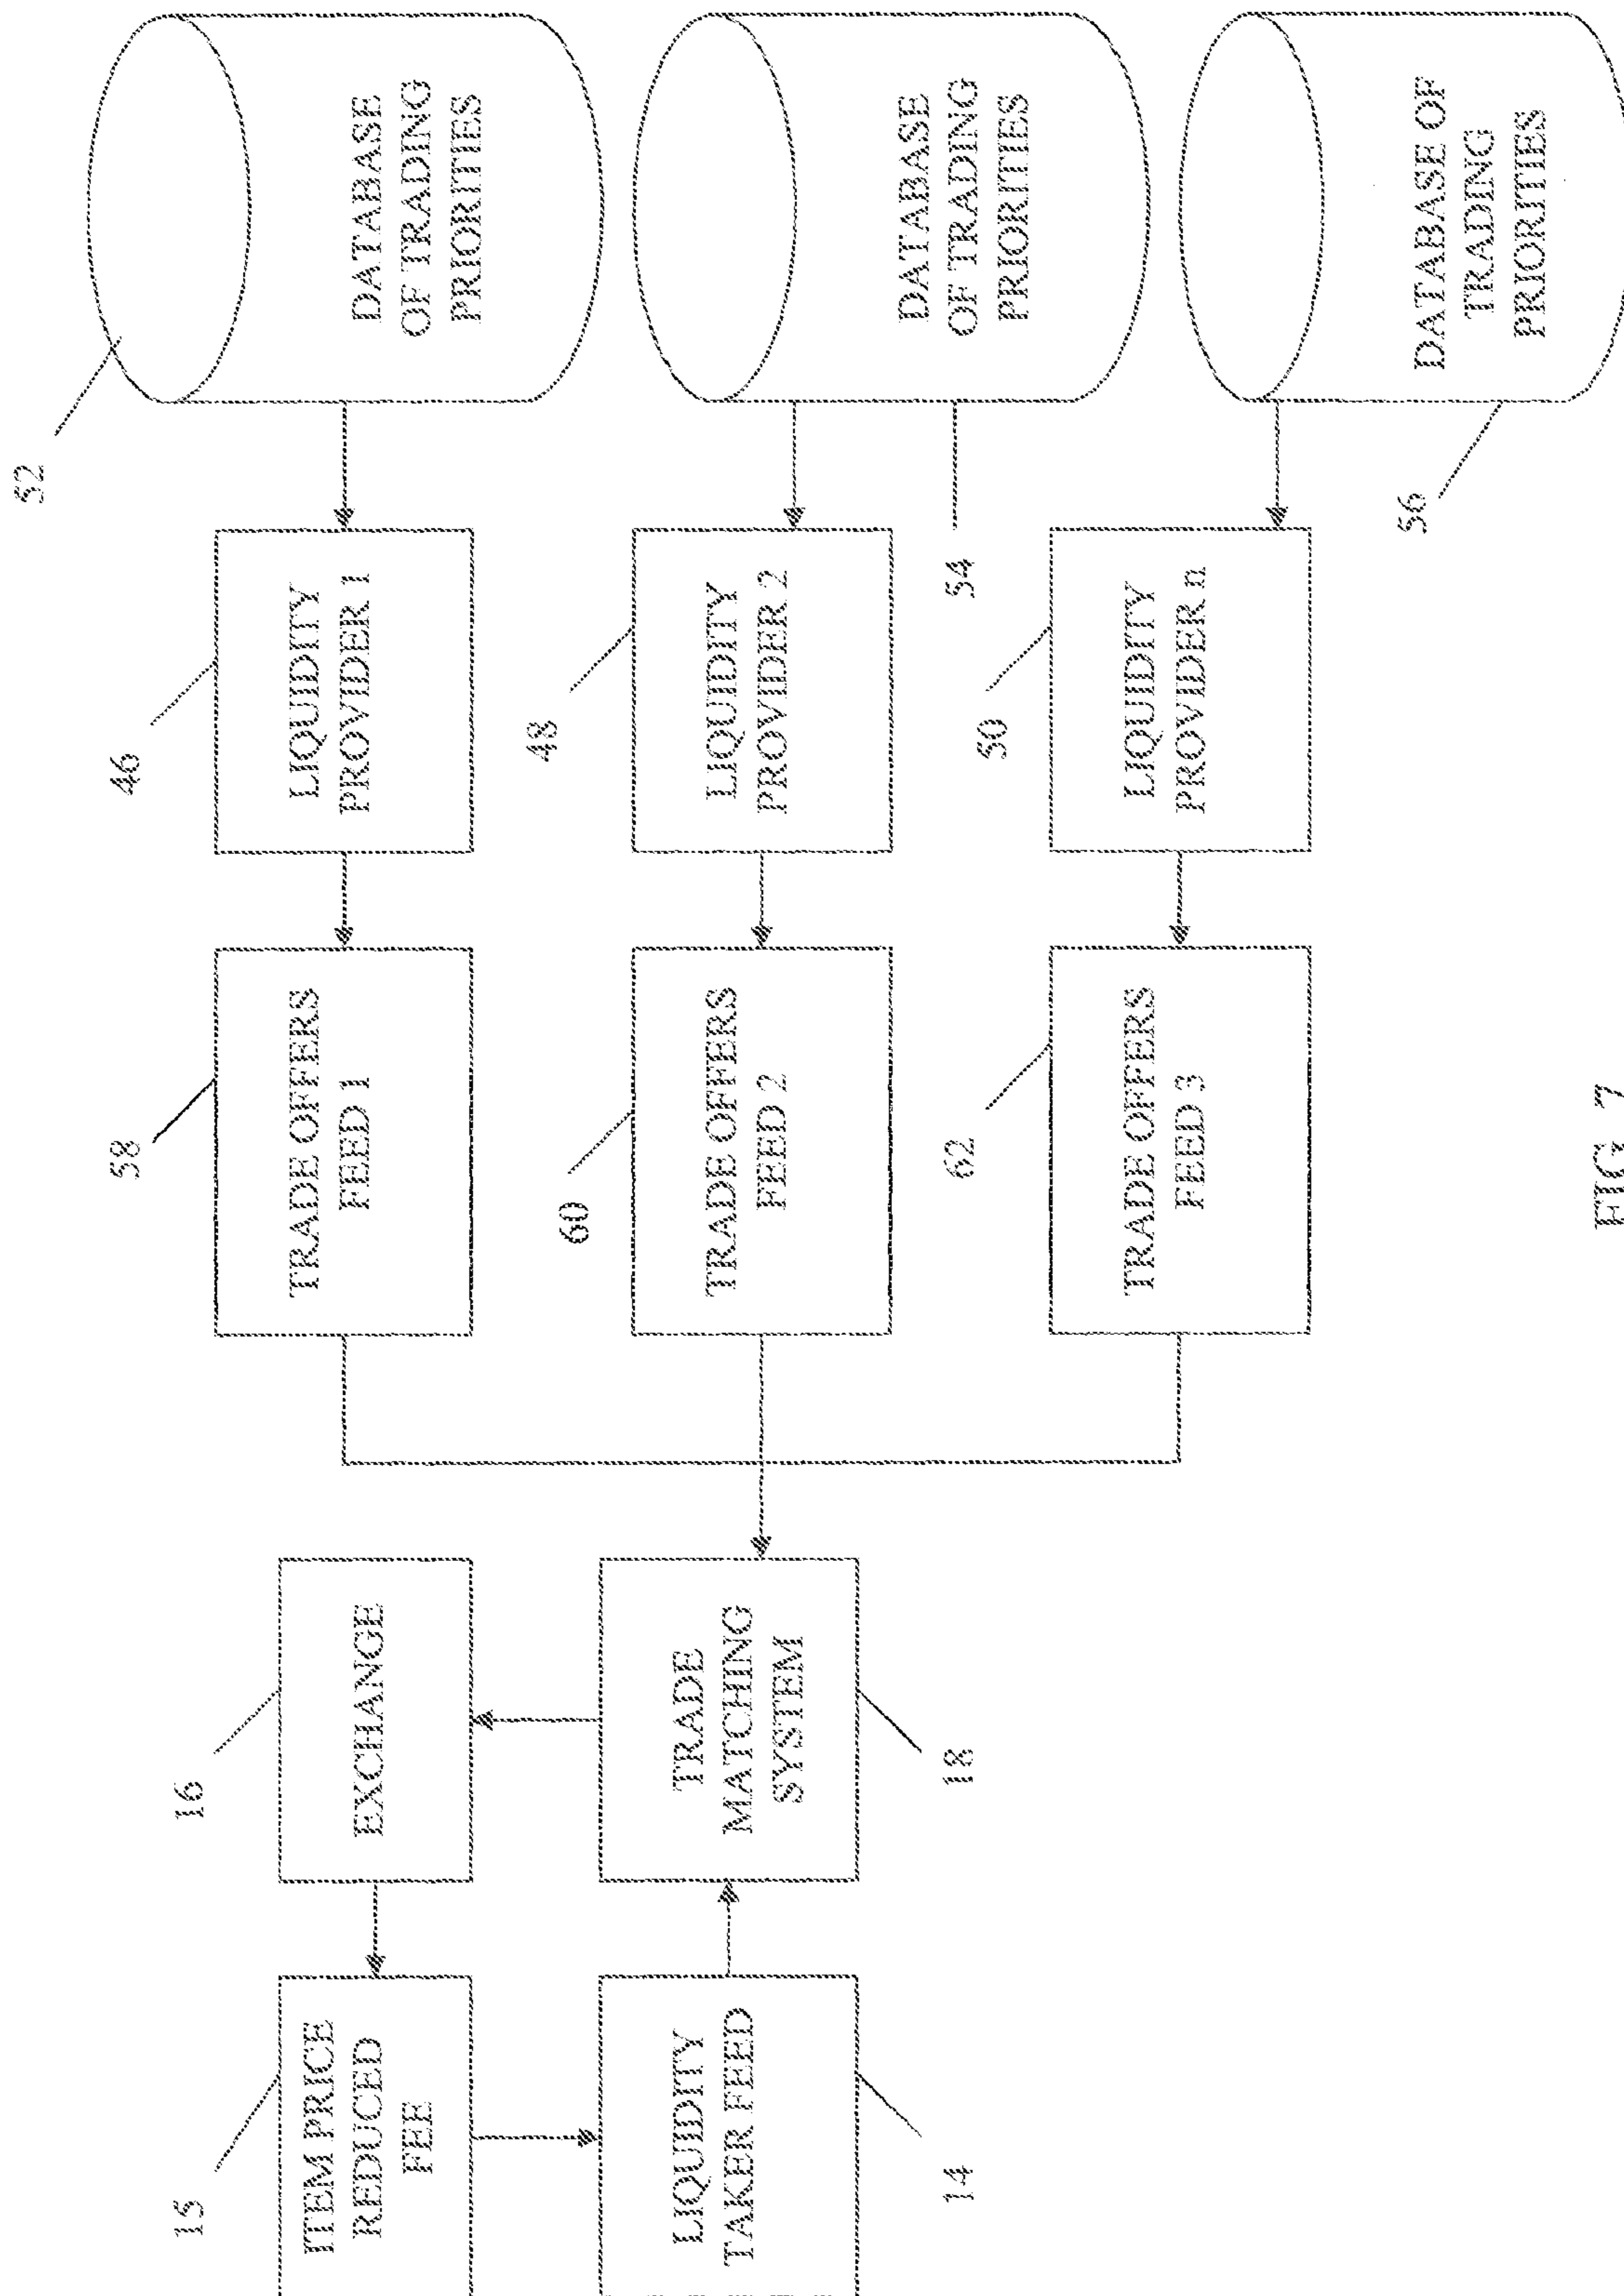 15
ITEM PRICE
REDUCED
FEE
16
EXCHANGE
LIQUIDITY
TAKER FEED
14
TRADE
MATCHING
SYSTEM
18
58
TRADE OFFERS
FEED 1
46
LIQUIDITY
PROVIDER 1
52
DATABASE
OF TRADING
PRIORITIES
60
TRADE OFFERS
FEED 2
48
LIQUIDITY
PROVIDER 2
54
DATABASE
OF TRADING
PRIORITIES
62
TRADE OFFERS
FEED 3
50
LIQUIDITY
PROVIDER n
56
DATABASE OF
TRADING
PRIORITIES
FIG. 7